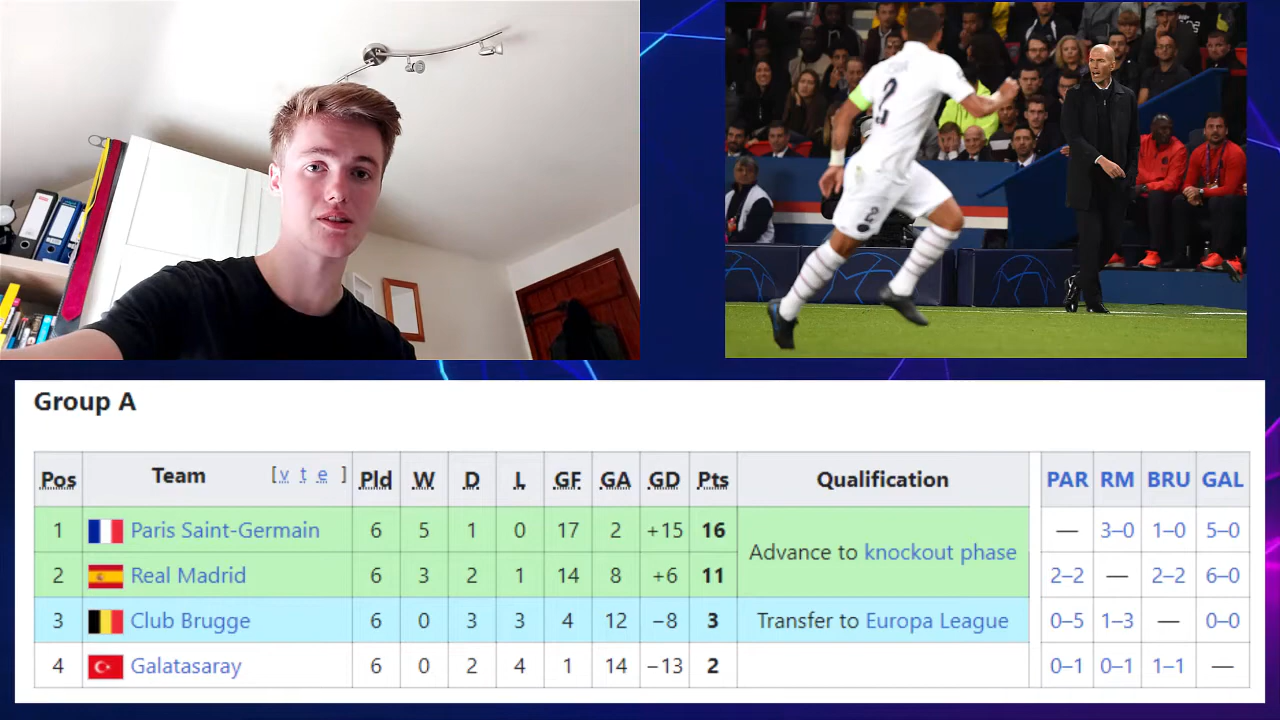 2
2
Group A
Pos Team [ v t e ] Pld W D L GF GA GD Pts Qualification PAR RM BRU GAL
1 Paris Saint-Germain 6 5 1 0 17 2 +15 16 Advance to knockout phase — 3–0 1–0 5–0
2 Real Madrid 6 3 2 1 14 8 +6 11 2–2 — 2–2 6–0
3 Club Brugge 6 0 3 3 4 12 −8 3 Transfer to Europa League 0–5 1–3 — 0–0
4 Galatasaray 6 0 2 4 1 14 −13 2 0–1 0–1 1–1 —